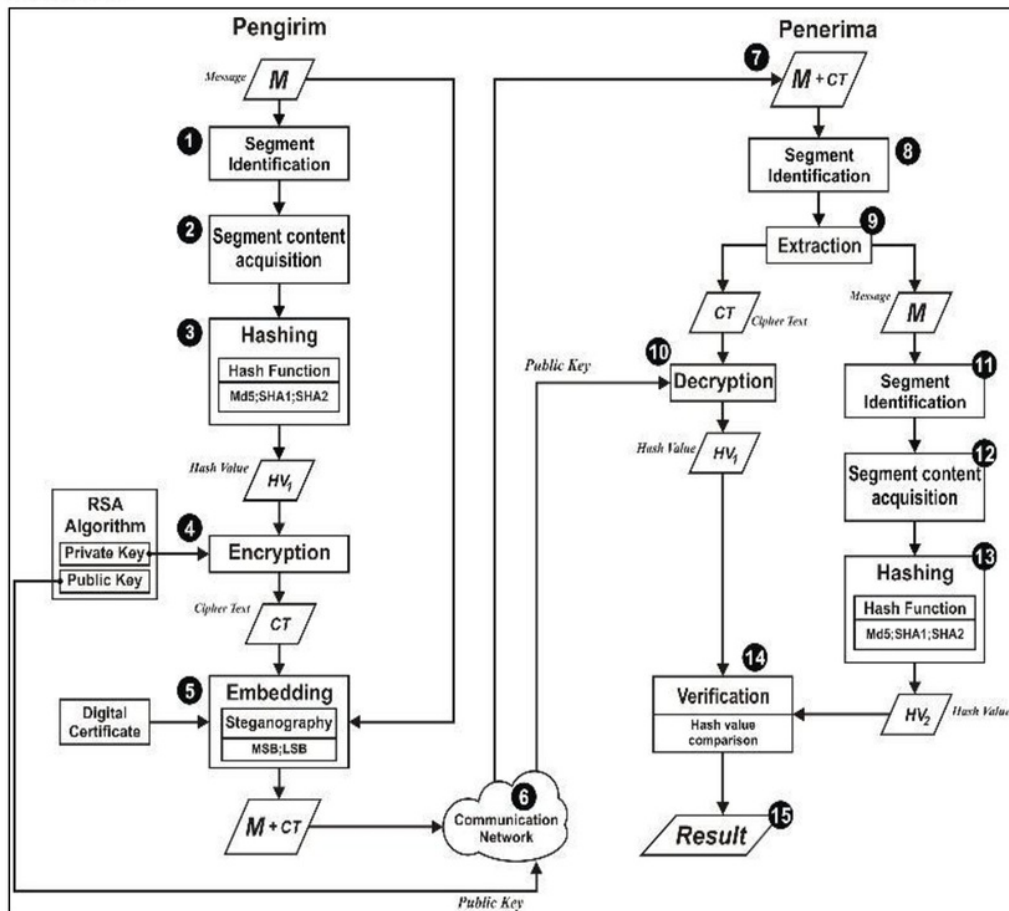 Pengirim
Message
M
1
Segment
Identification
2
Segment content
acquisition
3
Hashing
Hash Function
Md5;SHA1;SHA2
Hash Value
HV1
RSA
Algorithm
Private Key
Public Key
4
Encryption
Cipher Text
CT
5
Embedding
Steganography
MSB;LSB
Digital
Certificate
M + CT
6
Communication
Network
Public Key
Penerima
7
M + CT
8
Segment
Identification
9
Extraction
CT
Cipher Text
Message
M
Public Key
10
Decryption
Hash Value
HV1
11
Segment
Identification
12
Segment content
acquisition
13
Hashing
Hash Function
Md5;SHA1;SHA2
HV2
Hash Value
14
Verification
Hash value
comparison
15
Result